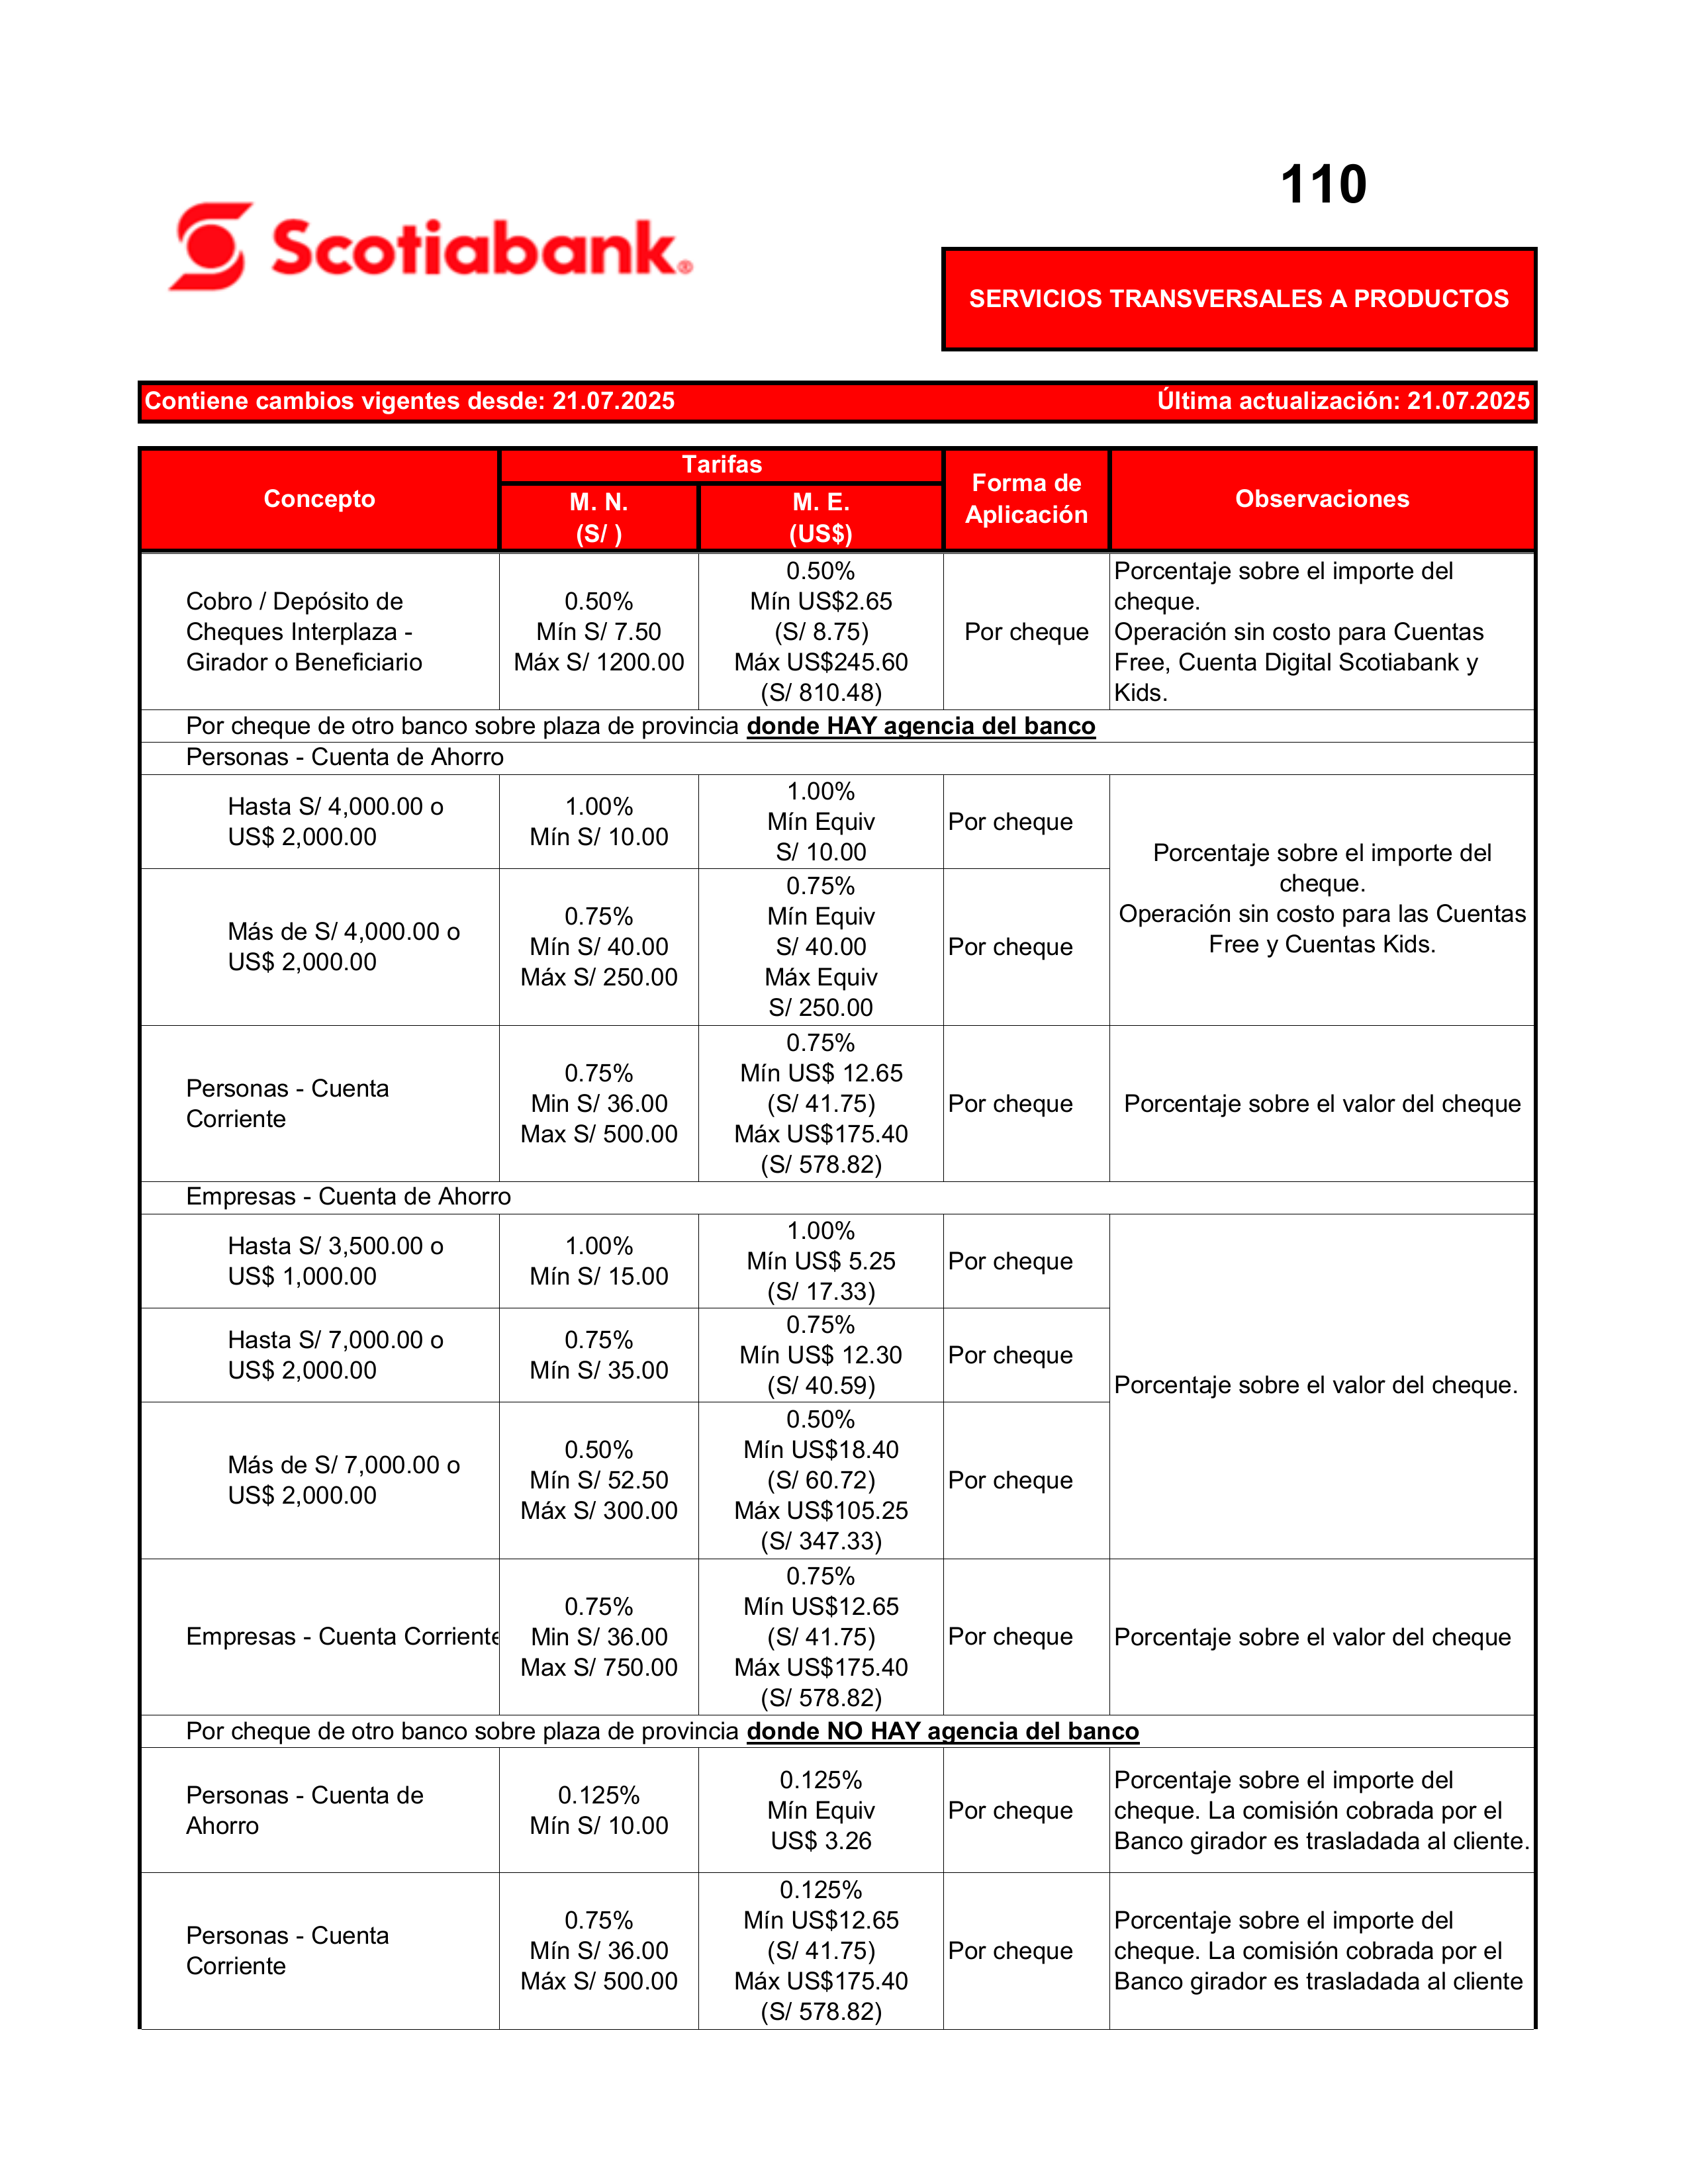 110
Scotiabank®
SERVICIOS TRANSVERSALES A PRODUCTOS
Contiene cambios vigentes desde: 21.07.2025 Última actualización: 21.07.2025
Concepto
Tarifas
M. N.
(S/ )
M. E.
(US$)
Forma de
Aplicación
Observaciones
Cobro / Depósito de
Cheques Interplaza -
Girador o Beneficiario
0.50%
Mín S/ 7.50
Máx S/ 1200.00
0.50%
Mín US$2.65
(S/ 8.75)
Máx US$245.60
(S/ 810.48)
Por cheque
Porcentaje sobre el importe del
cheque.
Operación sin costo para Cuentas
Free, Cuenta Digital Scotiabank y
Kids.
Por cheque de otro banco sobre plaza de provincia donde HAY agencia del banco
Personas - Cuenta de Ahorro
Hasta S/ 4,000.00 o
US$ 2,000.00
1.00%
Mín S/ 10.00
1.00%
Mín Equiv
S/ 10.00
Por cheque
Más de S/ 4,000.00 o
US$ 2,000.00
0.75%
Mín S/ 40.00
Máx S/ 250.00
0.75%
Mín Equiv
S/ 40.00
Máx Equiv
S/ 250.00
Por cheque
Porcentaje sobre el importe del
cheque.
Operación sin costo para las Cuentas
Free y Cuentas Kids.
Personas - Cuenta
Corriente
0.75%
Min S/ 36.00
Max S/ 500.00
0.75%
Mín US$ 12.65
(S/ 41.75)
Máx US$175.40
(S/ 578.82)
Por cheque
Porcentaje sobre el valor del cheque
Empresas - Cuenta de Ahorro
Hasta S/ 3,500.00 o
US$ 1,000.00
1.00%
Mín S/ 15.00
1.00%
Mín US$ 5.25
(S/ 17.33)
Por cheque
Hasta S/ 7,000.00 o
US$ 2,000.00
0.75%
Mín S/ 35.00
0.75%
Mín US$ 12.30
(S/ 40.59)
Por cheque
Más de S/ 7,000.00 o
US$ 2,000.00
0.50%
Mín S/ 52.50
Máx S/ 300.00
0.50%
Mín US$18.40
(S/ 60.72)
Máx US$105.25
(S/ 347.33)
Por cheque
Porcentaje sobre el valor del cheque.
Empresas - Cuenta Corriente
0.75%
Min S/ 36.00
Max S/ 750.00
0.75%
Mín US$12.65
(S/ 41.75)
Máx US$175.40
(S/ 578.82)
Por cheque
Porcentaje sobre el valor del cheque
Por cheque de otro banco sobre plaza de provincia donde NO HAY agencia del banco
Personas - Cuenta de
Ahorro
0.125%
Mín S/ 10.00
0.125%
Mín Equiv
US$ 3.26
Por cheque
Porcentaje sobre el importe del
cheque. La comisión cobrada por el
Banco girador es trasladada al cliente.
Personas - Cuenta
Corriente
0.75%
Mín S/ 36.00
Máx S/ 500.00
0.125%
Mín US$12.65
(S/ 41.75)
Máx US$175.40
(S/ 578.82)
Por cheque
Porcentaje sobre el importe del
cheque. La comisión cobrada por el
Banco girador es trasladada al cliente